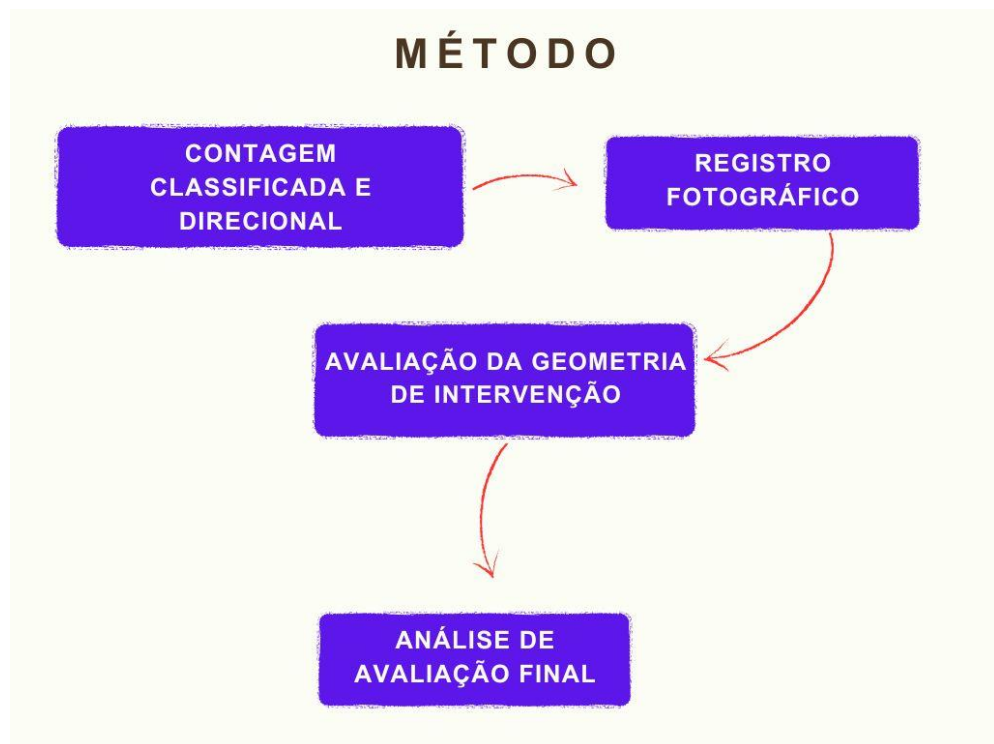 MÉTODO
CONTAGEM
CLASSIFICADA E
DIRECIONAL
REGISTRO
FOTOGRÁFICO
AVALIAÇÃO DA GEOMETRIA
DE INTERVENÇÃO
ANÁLISE DE
AVALIAÇÃO FINAL